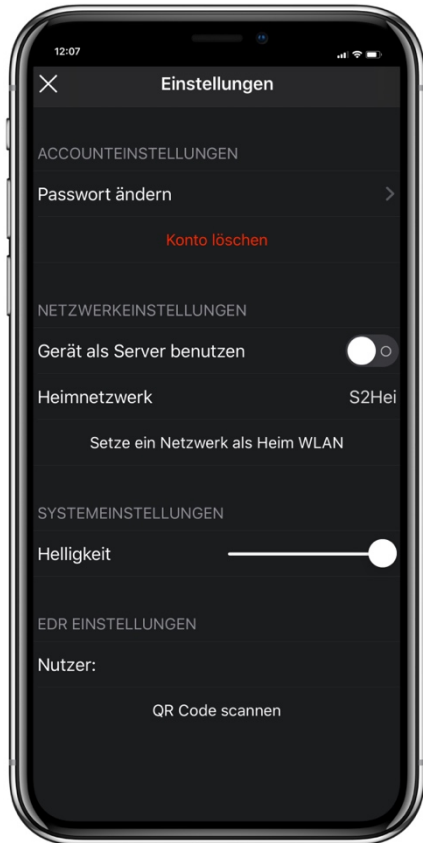 12:07
Einstellungen
ACCOUNTEINSTELLUNGEN
Passwort ändern
Konto löschen
NETZWERKEINSTELLUNGEN
Gerät als Server benutzen
Heimnetzwerk S2Hei
Setze ein Netzwerk als Heim WLAN
SYSTEMEINSTELLUNGEN
Helligkeit
EDR EINSTELLUNGEN
Nutzer:
QR Code scannen